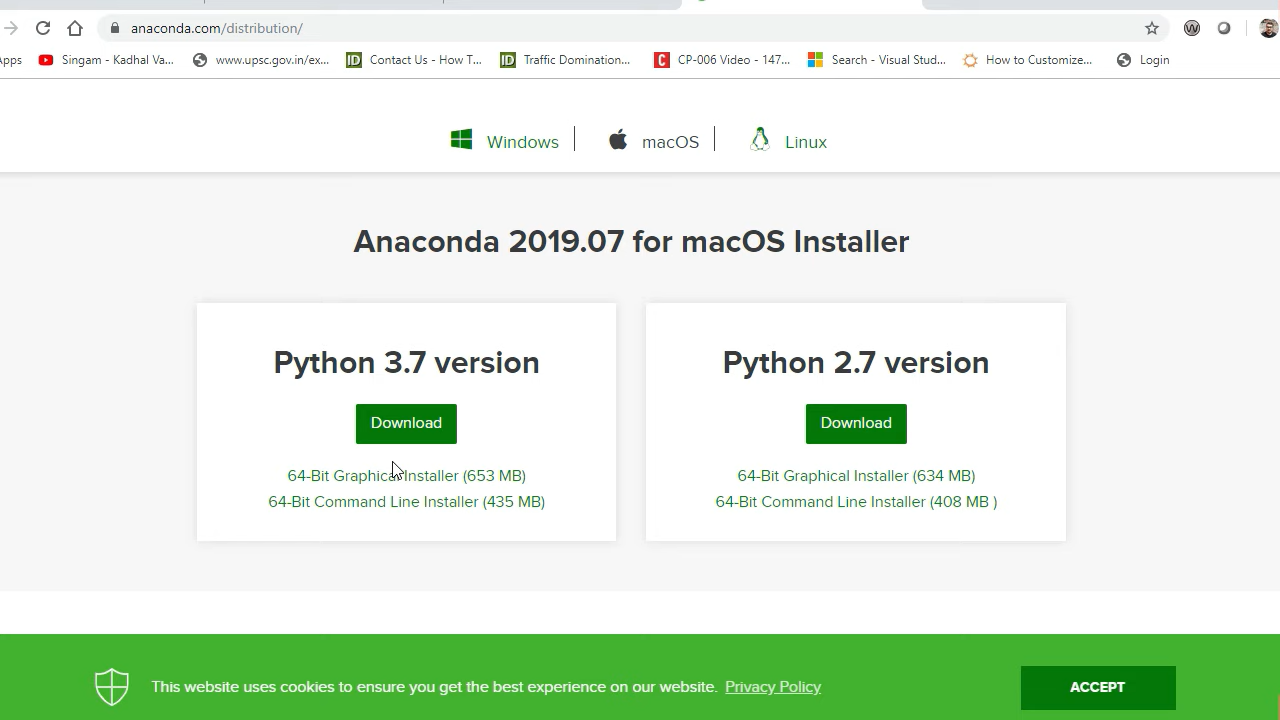 anaconda.com/distribution/
Apps Singam - Kadhal Va... www.upsc.gov.in/ex... Contact Us - How T... Traffic Domination... CP-006 Video - 147... Search - Visual Stud... How to Customize... Login
Windows macOS Linux
Anaconda 2019.07 for macOS Installer
Python 3.7 version
Download
64-Bit Graphical Installer (653 MB)
64-Bit Command Line Installer (435 MB)
Python 2.7 version
Download
64-Bit Graphical Installer (634 MB)
64-Bit Command Line Installer (408 MB )
This website uses cookies to ensure you get the best experience on our website. Privacy Policy
ACCEPT